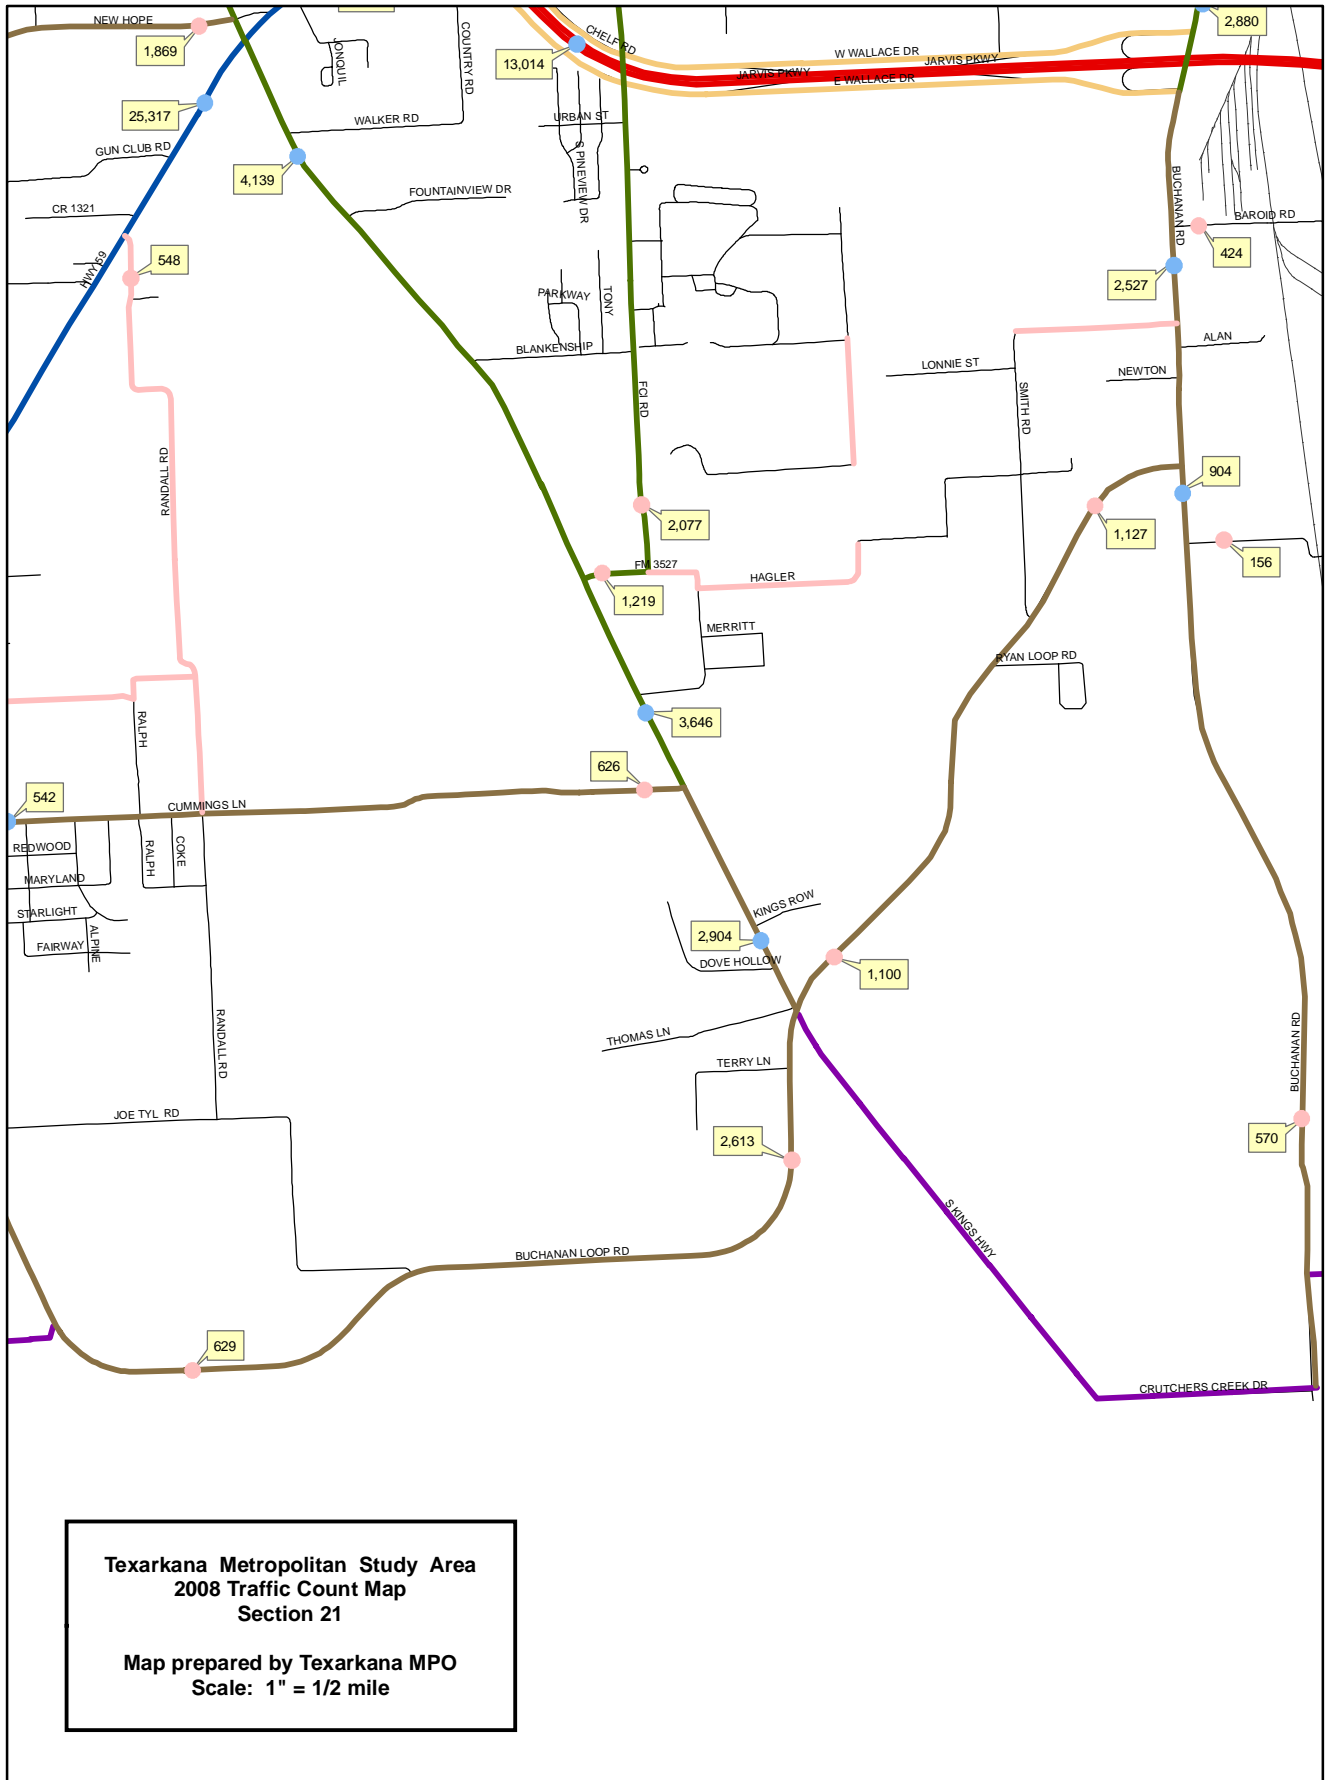 NEW HOPE
1,869
JONQUIL
COUNTRY RD
CHELF RD
13,014
W WALLACE DR
JARVIS PKWY
JARVIS PKWY
E WALLACE DR
2,880
25,317
WALKER RD
URBAN ST
GUN CLUB RD
4,139
S PINEVIEW DR
FOUNTAINVIEW DR
BUCHANAN RD
CR 1321
BAROID RD
424
548
HWY 59
2,527
PARKWAY
TONY
BLANKENSHIP
ALAN
LONNIE ST
NEWTON
SMITH RD
FCI RD
RANDALL RD
904
2,077
1,127
156
FM 3527
HAGLER
1,219
MERRITT
RYAN LOOP RD
RALPH
3,646
626
542
CUMMINGS LN
REDWOOD
RALPH
COKE
MARYLAND
STARLIGHT
ALPINE
FAIRWAY
KINGS ROW
2,904
DOVE HOLLOW
1,100
RANDALL RD
THOMAS LN
TERRY LN
BUCHANAN RD
JOE TYL RD
2,613
570
S KINGS HWY
BUCHANAN LOOP RD
629
CRUTCHERS CREEK DR
Texarkana Metropolitan Study Area
2008 Traffic Count Map
Section 21
Map prepared by Texarkana MPO
Scale: 1" = 1/2 mile